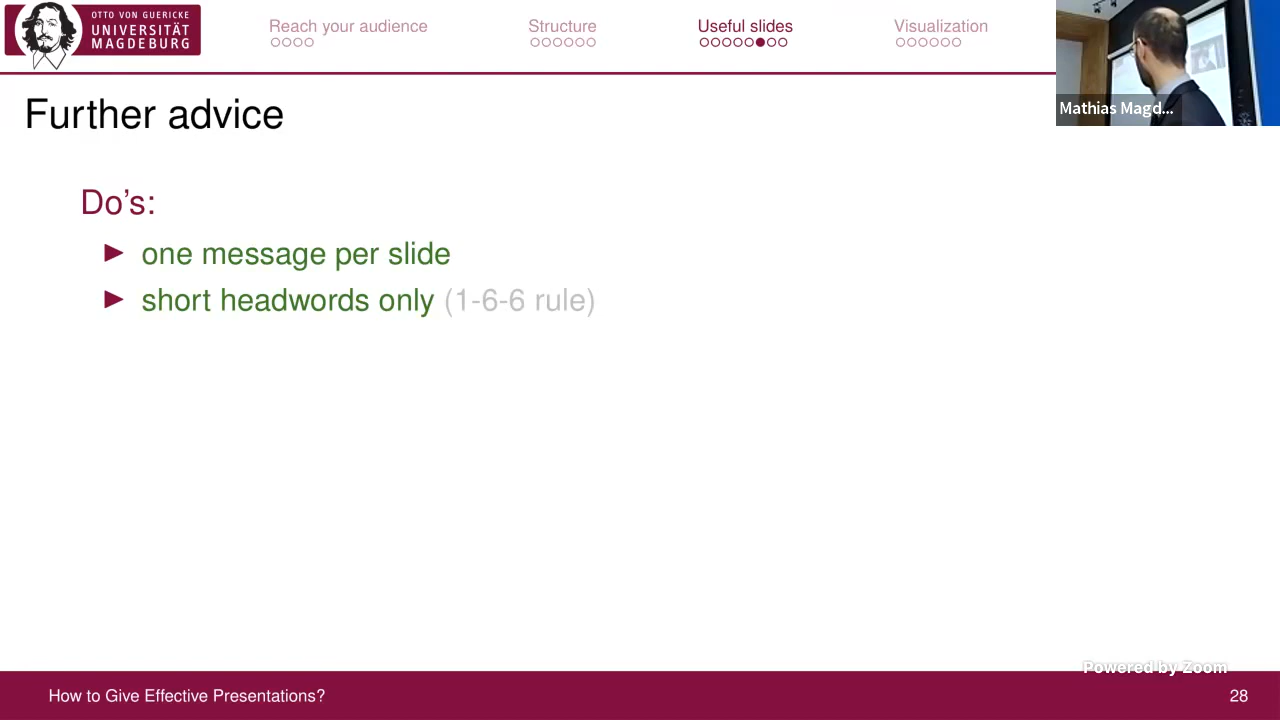 OTTO VON GUERICKE
UNIVERSITÄT
MAGDEBURG
Reach your audience
Structure
Useful slides
Visualization
Mathias Magd...
Further advice
Do's:
one message per slide
short headwords only (1-6-6 rule)
Powered by Zoom
How to Give Effective Presentations?
28